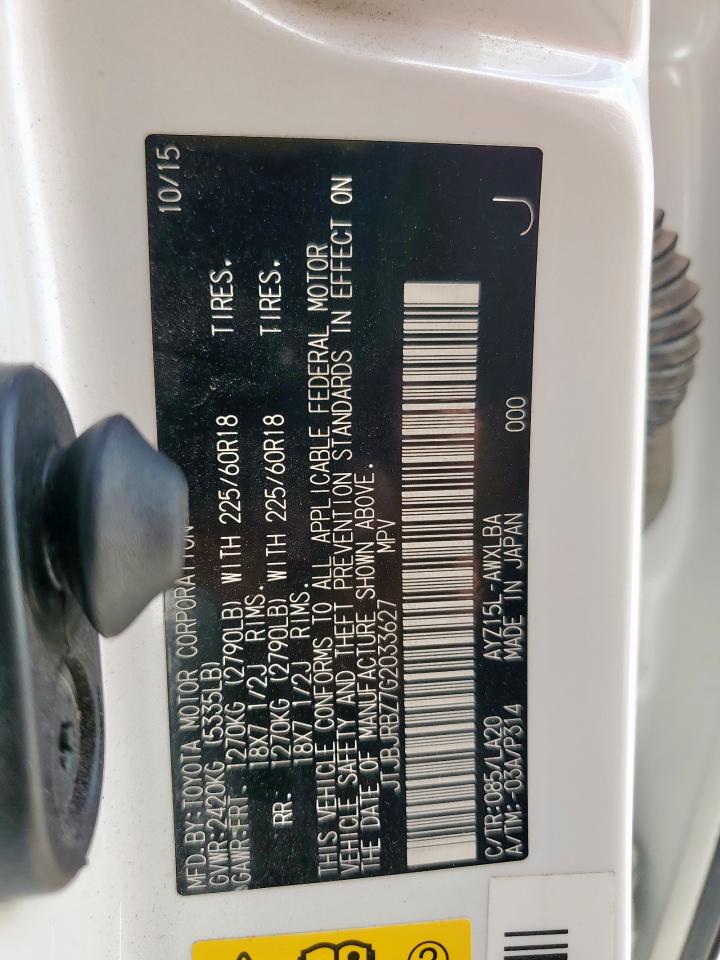 10/15
MFD.BY:TOYOTA MOTOR CORPORATION
GVWR:2420KG (5335LB)
GAWR:FRT. 1270KG (2790LB) WITH 225/60R18 TIRES.
18X7 1/2J RIMS.
RR. 1270KG (2790LB) WITH 225/60R18 TIRES.
18X7 1/2J RIMS.
THIS VEHICLE CONFORMS TO ALL APPLICABLE FEDERAL MOTOR
VEHICLE SAFETY AND THEFT PREVENTION STANDARDS IN EFFECT ON
THE DATE OF MANUFACTURE SHOWN ABOVE.
JTJBJRBZ7G2033627 MPV
C/TR:085/LA20 AYZ15L-AWXLBA 000 J
A/TM:-03A/P314 MADE IN JAPAN
2